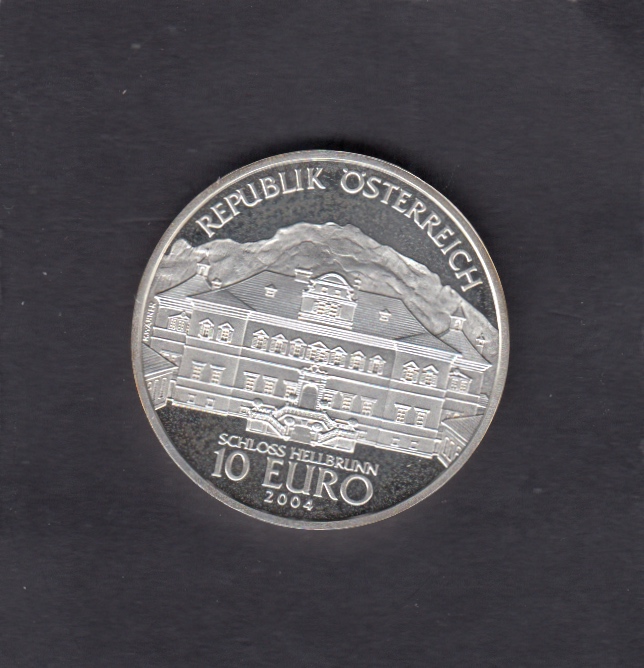 REPUBLIK ÖSTERREICH
SCHLOSS HELLBRUNN
10 EURO
2004